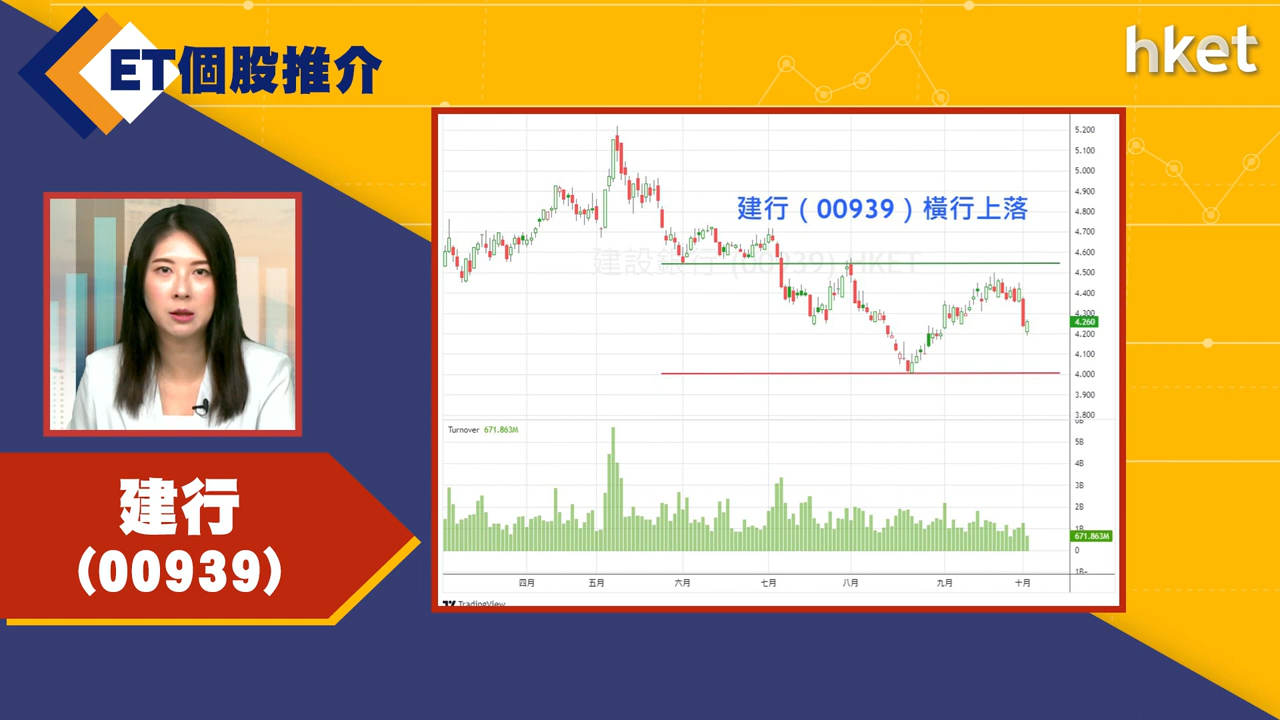 ET個股推介
hket
建行
(00939)
建行(00939)橫行上落
建設銀行 (00939) HKET
5.200
5.100
5.000
4.900
4.800
4.700
4.600
4.500
4.400
4.300
4.260
4.200
4.100
4.000
3.900
3.800
Turnover 671.863M
6B
5B
4B
3B
2B
1B
671.863M
0
1B-
四月 五月 六月 七月 八月 九月 十月
TradingView